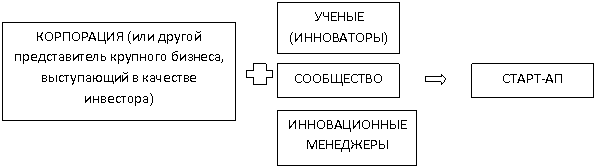 КОРПОРАЦИЯ (или другой
представитель крупного бизнеса,
выступающий в качестве
инвестора)
УЧЕНЫЕ
(ИННОВАТОРЫ)
СООБЩЕСТВО
ИННОВАЦИОННЫЕ
МЕНЕДЖЕРЫ
СТАРТ-АП